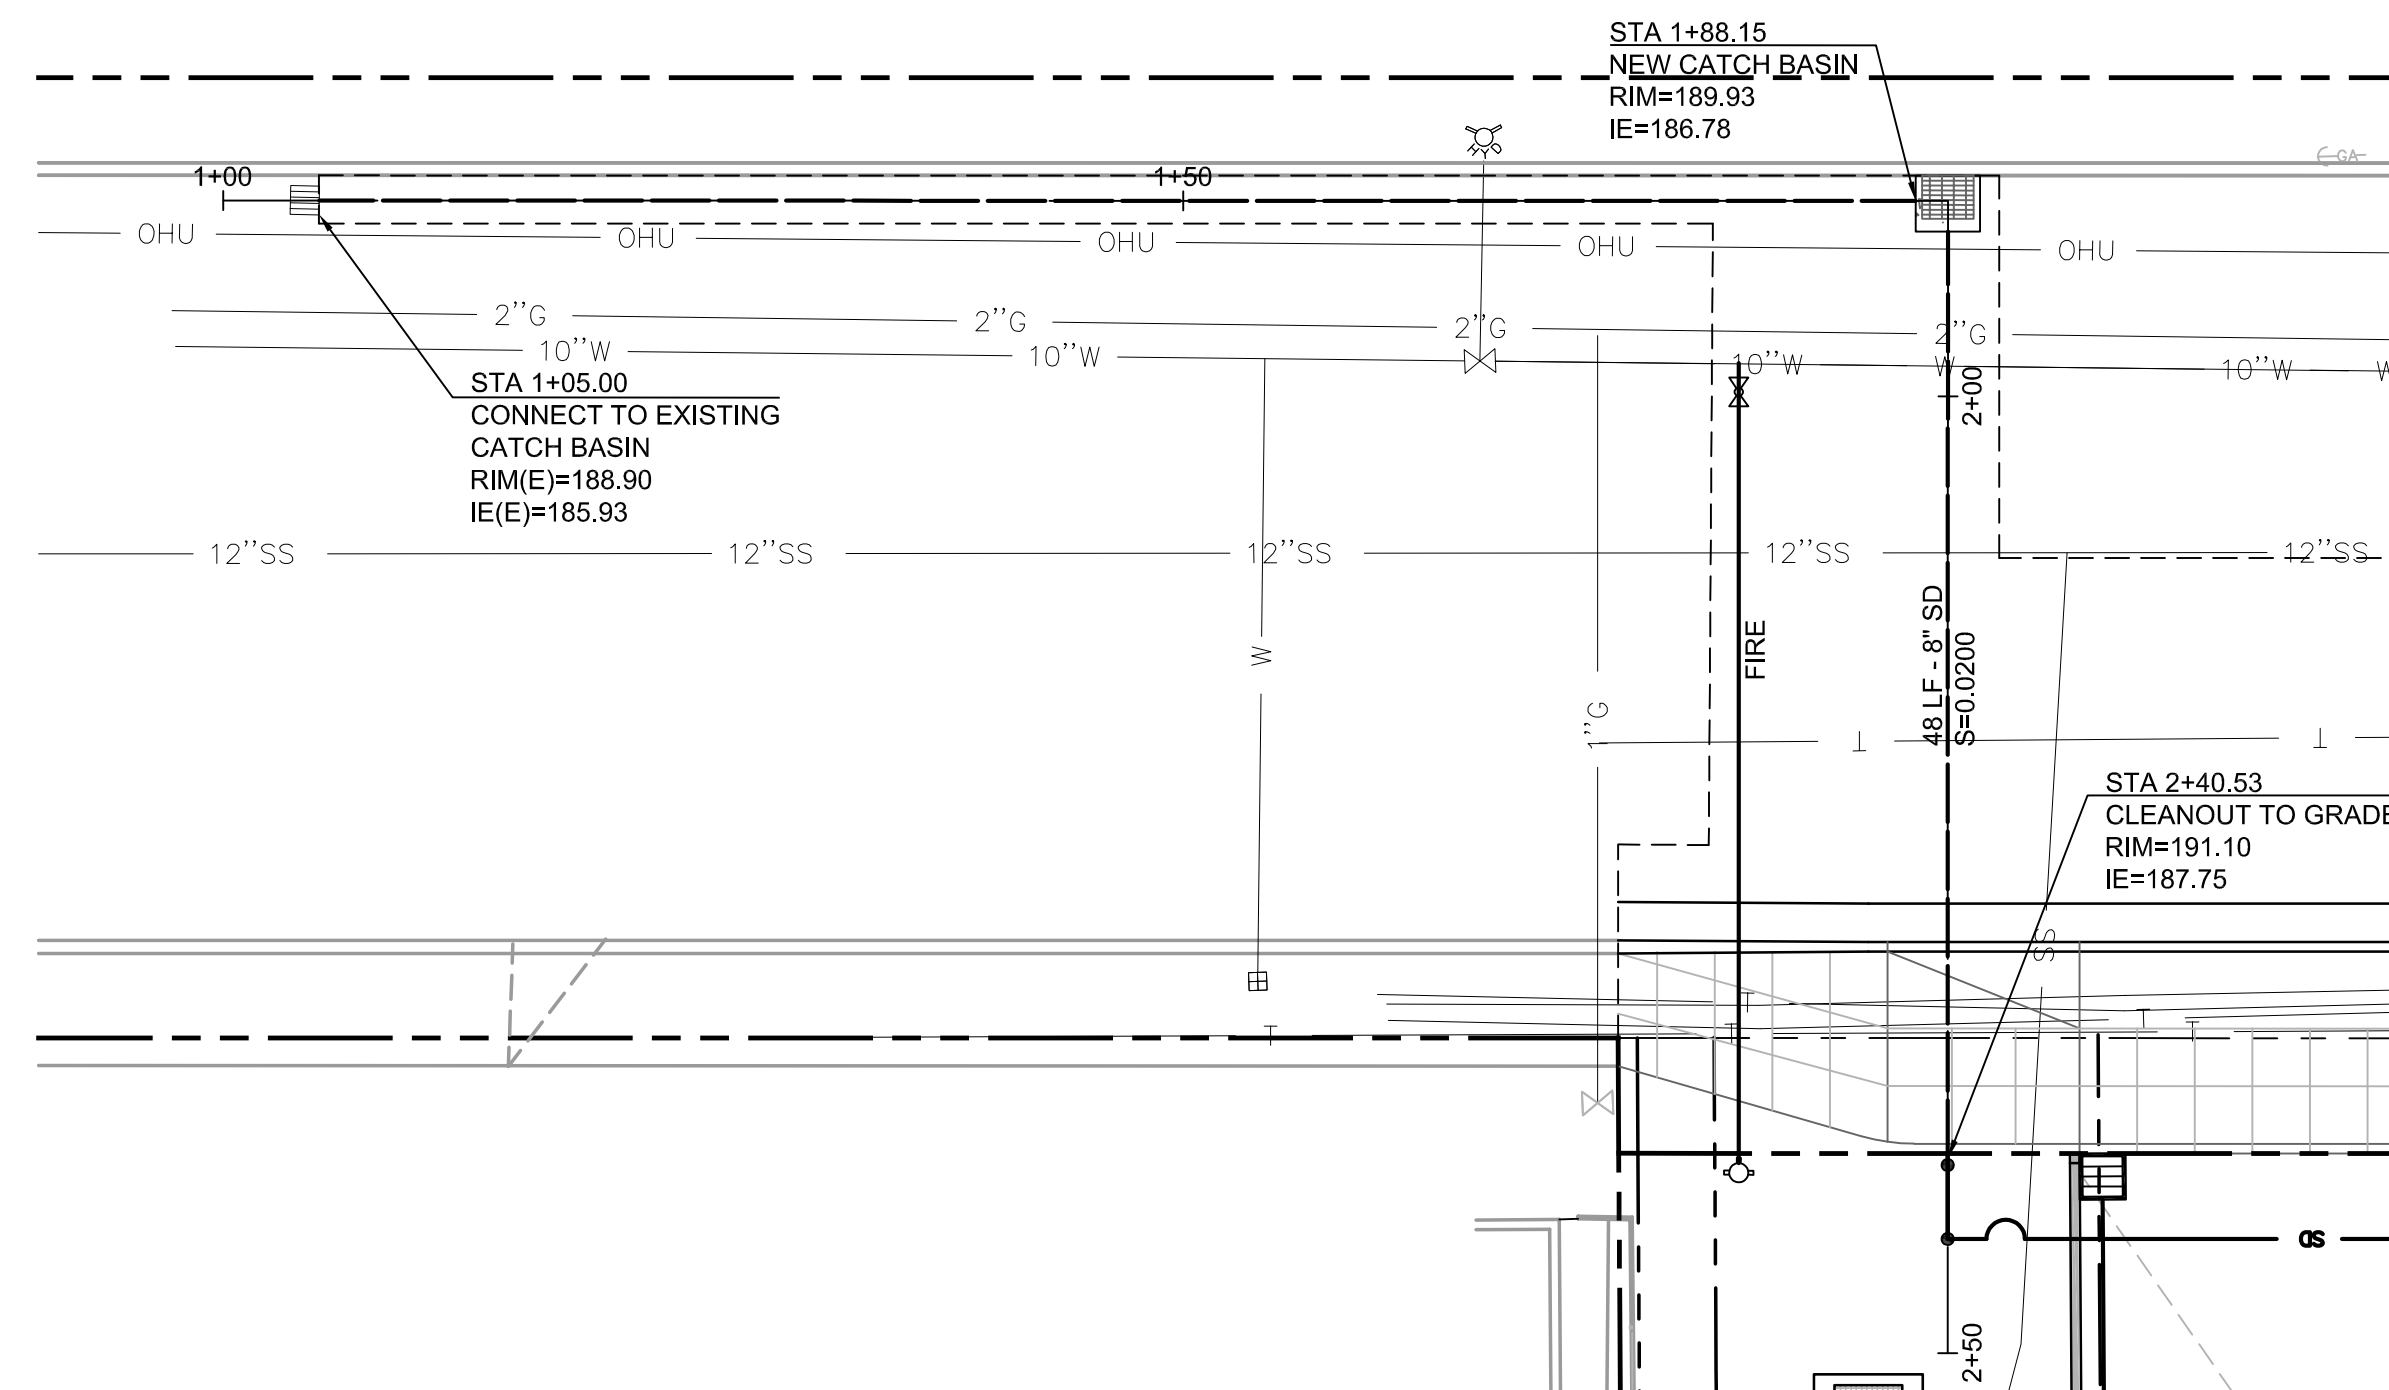 STA 1+88.15
NEW CATCH BASIN
RIM=189.93
IE=186.78
HYD
GA
1+00
1+50
OHU OHU OHU OHU OHU
2''G 2''G 2''G 2''G
10''W 10''W 10''W W 10''W W
STA 1+05.00
CONNECT TO EXISTING
CATCH BASIN
RIM(E)=188.90
IE(E)=185.93
2+00
12''SS 12''SS 12''SS 12''SS 12''SS
W
FIRE
1''G
48 LF - 8" SD
S=0.0200
T T
STA 2+40.53
CLEANOUT TO GRADE
RIM=191.10
IE=187.75
SS
T T T T T
SD
2+50